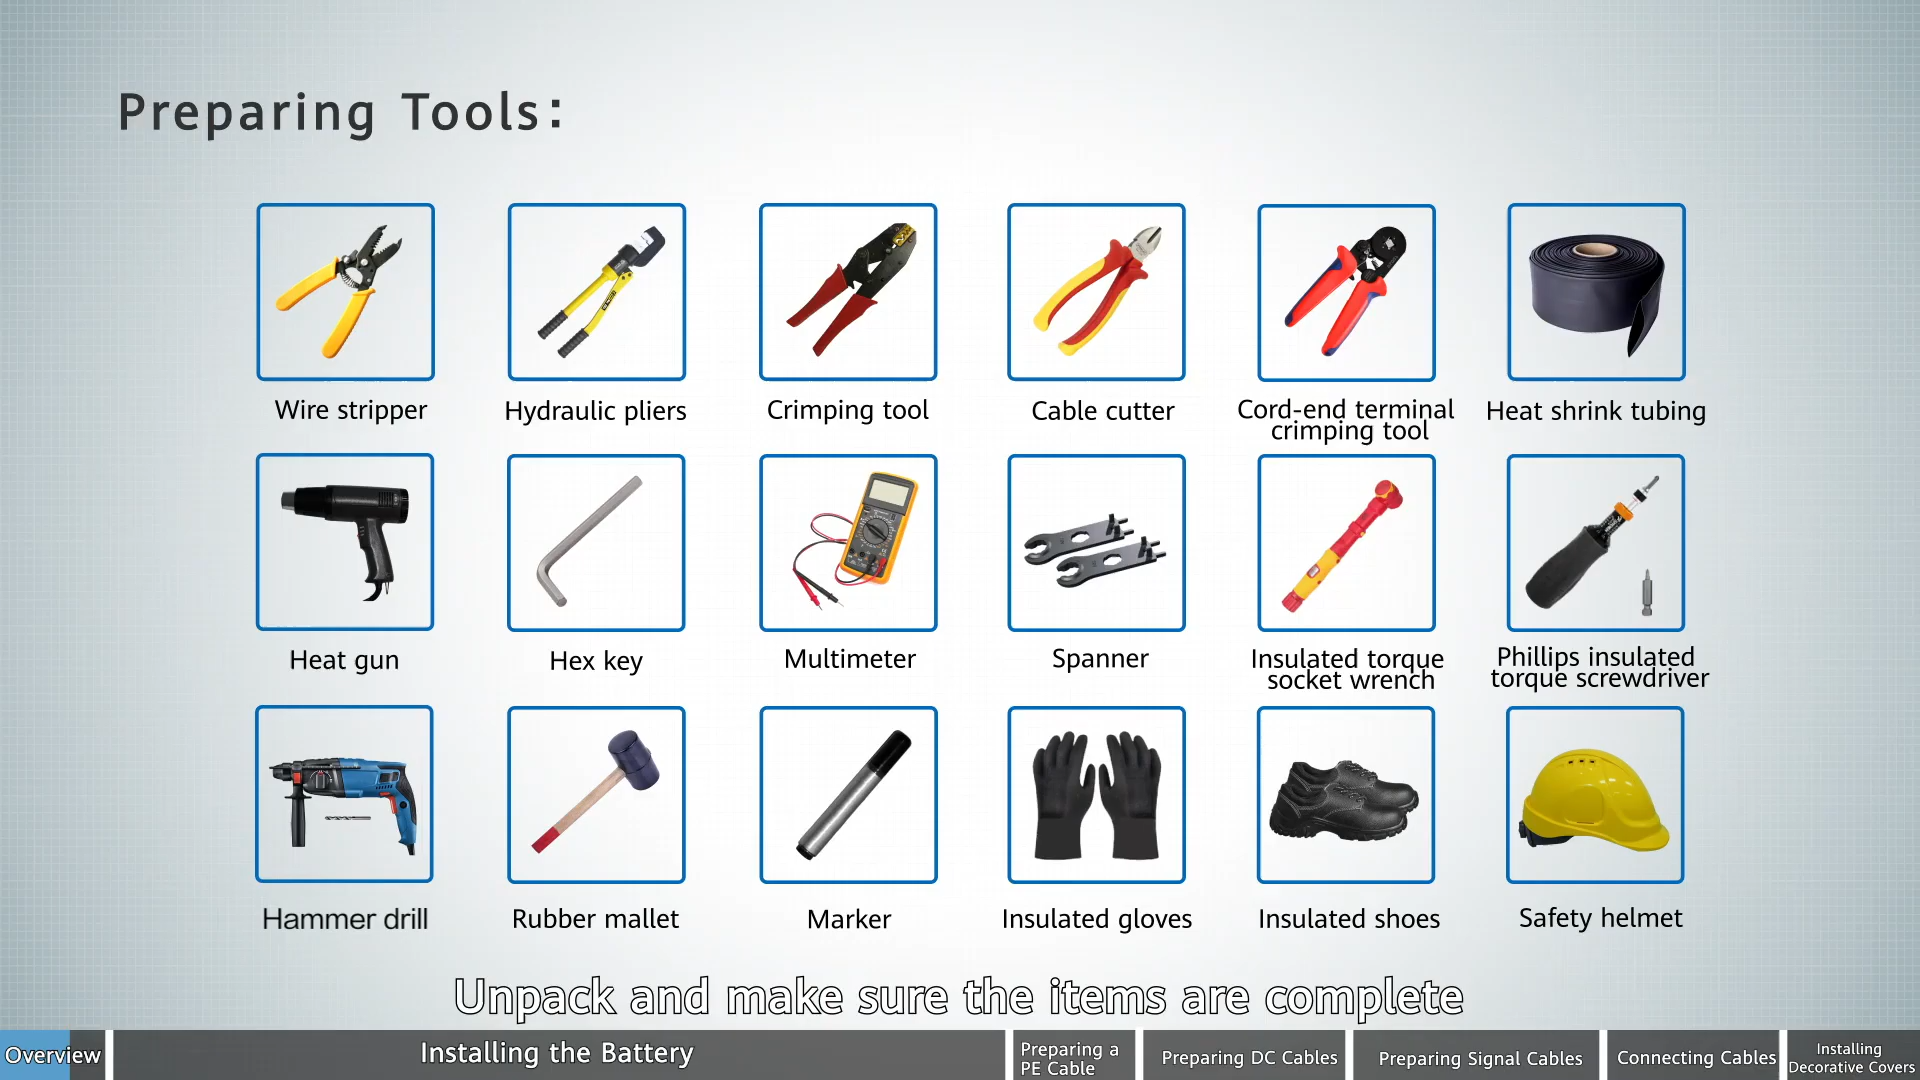 Preparing Tools:
Wire stripper
Hydraulic pliers
Crimping tool
Cable cutter
Cord-end terminal
crimping tool
Heat shrink tubing
Heat gun
Hex key
Multimeter
Spanner
Insulated torque
socket wrench
Phillips insulated
torque screwdriver
Hammer drill
Rubber mallet
Marker
Insulated gloves
Insulated shoes
Safety helmet
Unpack and make sure the items are complete
Overview
Installing the Battery
Preparing a
PE Cable
Preparing DC Cables
Preparing Signal Cables
Connecting Cables
Installing
Decorative Covers